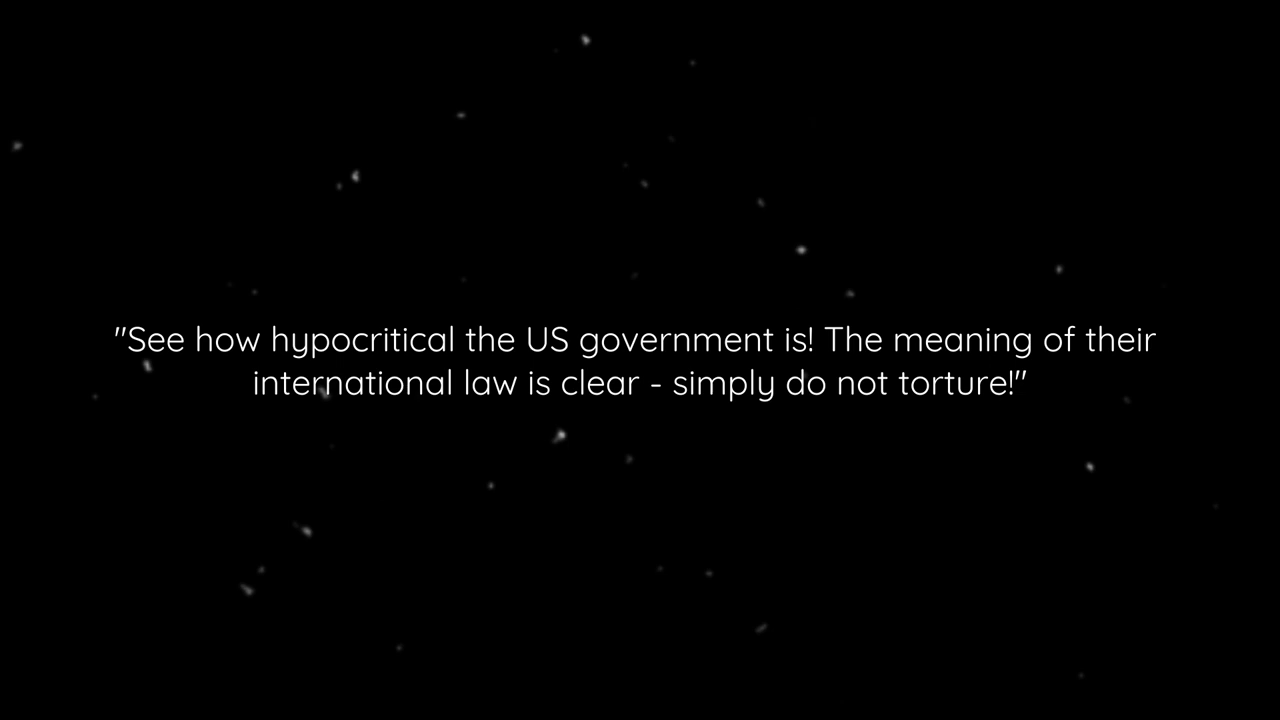 "See how hypocritical the US government is! The meaning of their
international law is clear - simply do not torture!"